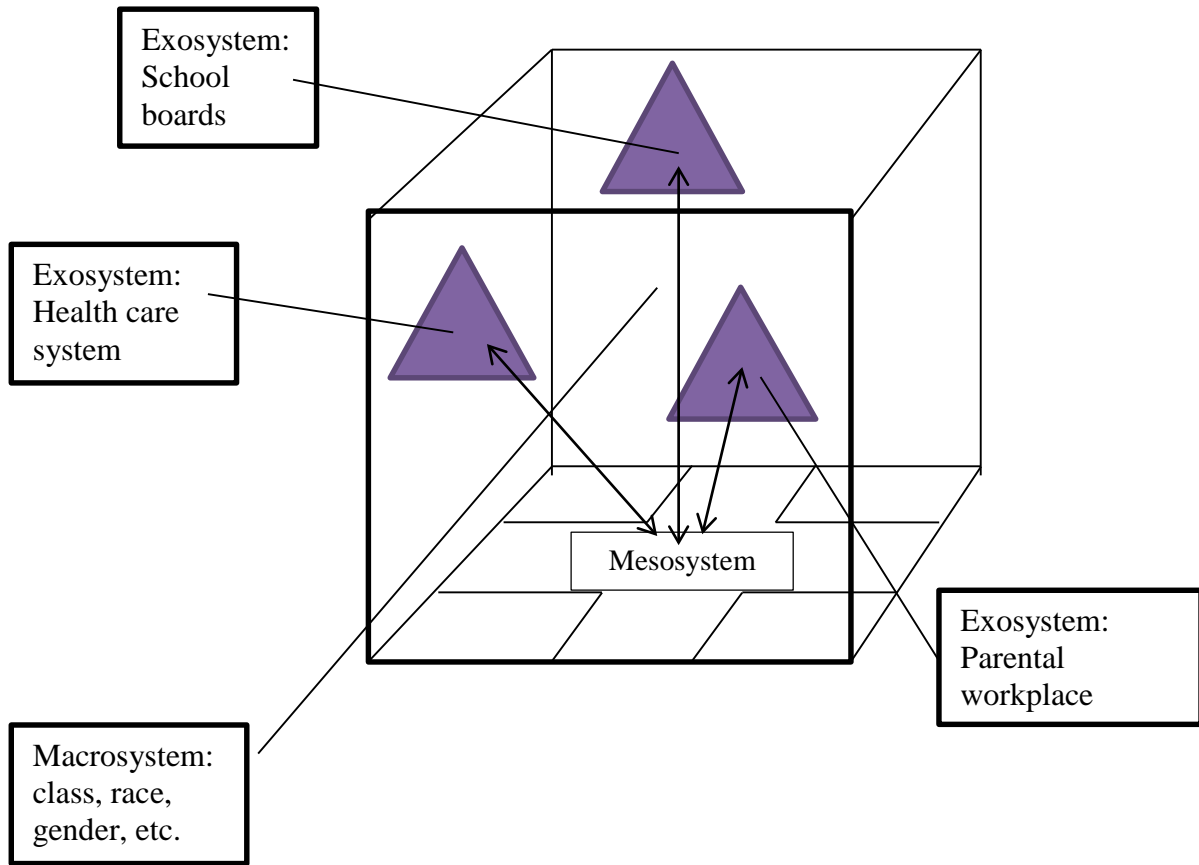 Exosystem:
School
boards
Exosystem:
Health care
system
Mesosystem
Exosystem:
Parental
workplace
Macrosystem:
class, race,
gender, etc.